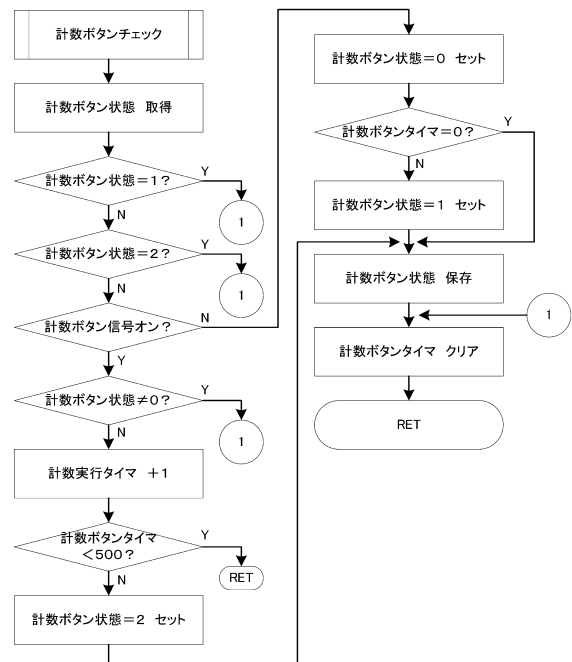 計数ボタンチェック
計数ボタン状態 取得
計数ボタン状態=1?
Y
1
N
計数ボタン状態=2?
Y
1
N
計数ボタン信号オン?
N
Y
計数ボタン状態≠0?
Y
1
N
計数実行タイマ +1
計数ボタンタイマ
<500?
Y
RET
N
計数ボタン状態=2 セット
計数ボタン状態=0 セット
計数ボタンタイマ=0?
Y
N
計数ボタン状態=1 セット
計数ボタン状態 保存
1
計数ボタンタイマ クリア
RET